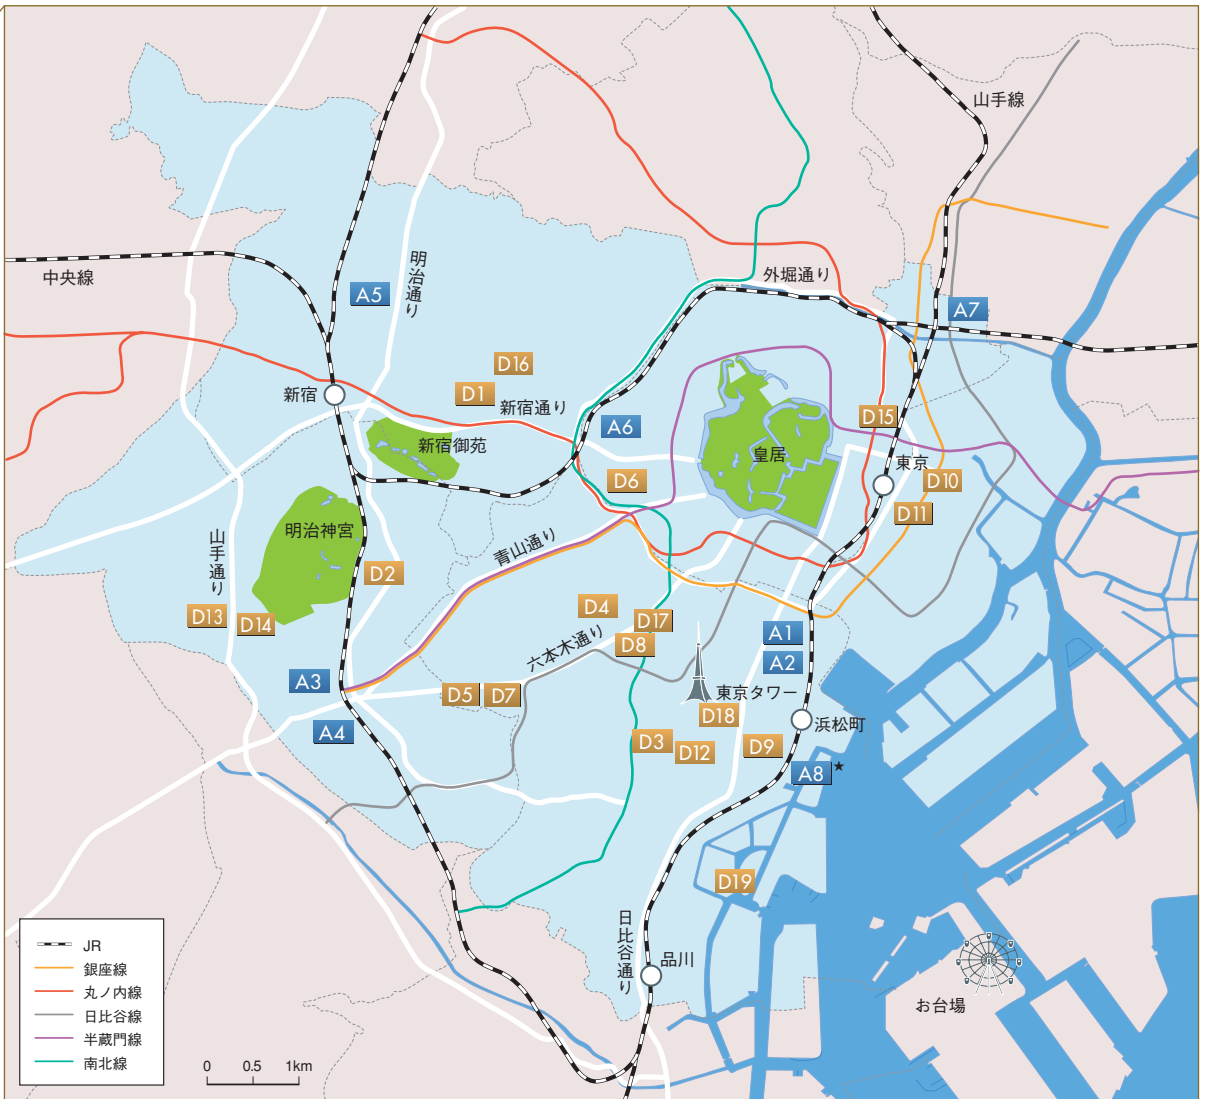 山手線
外堀通り
中央線
明治通り
A5
A7
D16
D1
新宿
新宿通り
A6
D15
新宿御苑
皇居
東京
D6
D10
D11
明治神宮
青山通り
山手通り
D2
D13
D14
D4
D17
六本木通り
D8
A1
A2
A3
D5
D7
東京タワー
D18
浜松町
A4
D3
D12
D9
A8★
D19
日比谷通り
品川
お台場
JR
銀座線
丸ノ内線
日比谷線
半蔵門線
南北線
0 0.5 1km